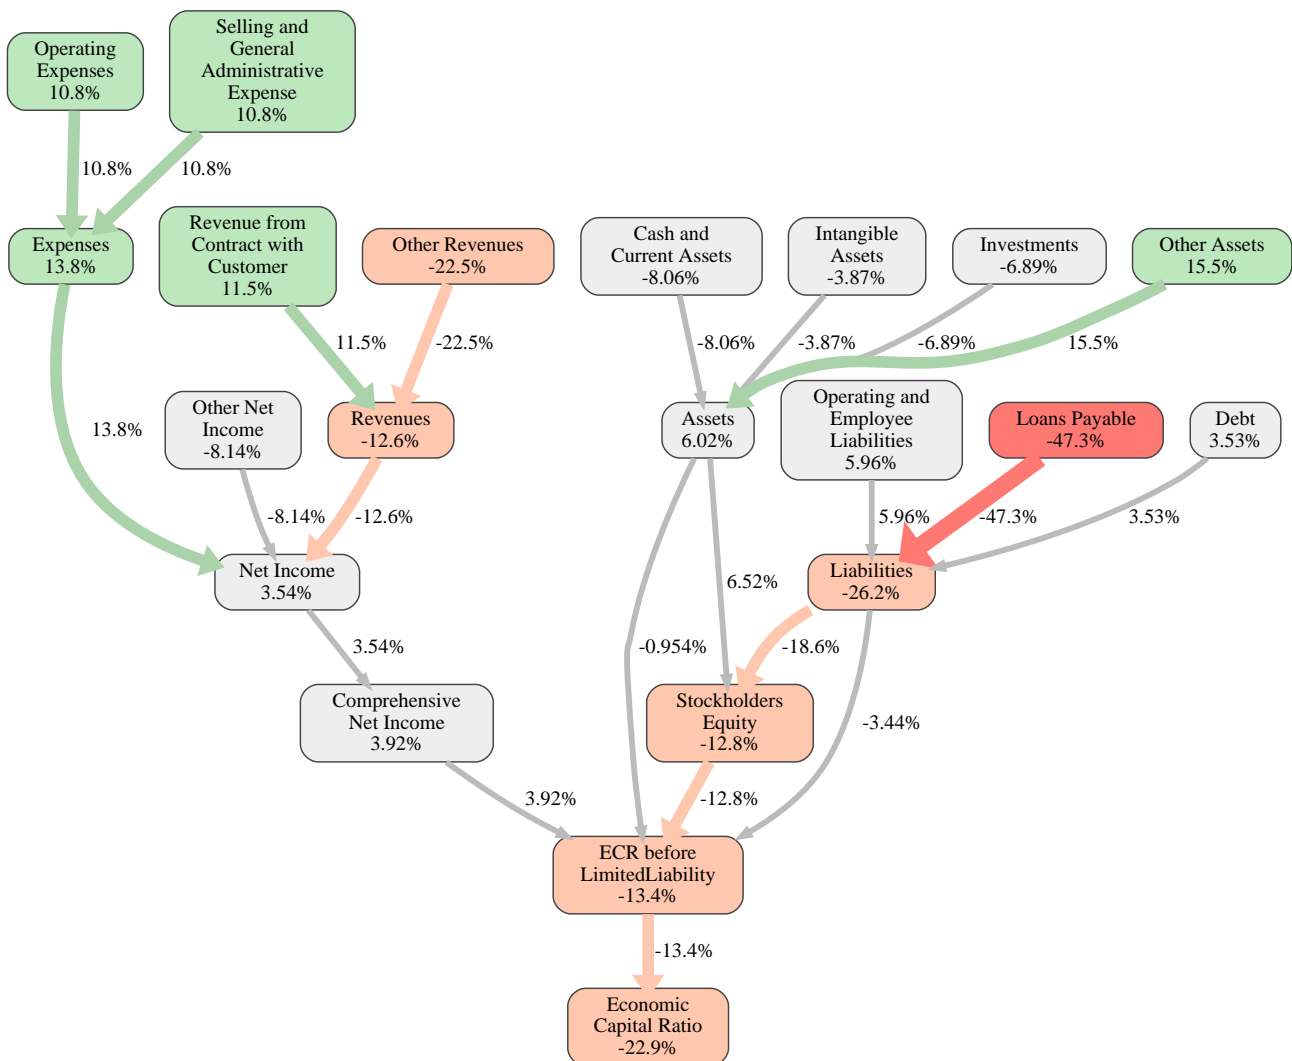 Operating
Expenses
10.8%
Selling and
General
Administrative
Expense
10.8%
10.8%
10.8%
Expenses
13.8%
Revenue from
Contract with
Customer
11.5%
Other Revenues
-22.5%
Cash and
Current Assets
-8.06%
Intangible
Assets
-3.87%
Investments
-6.89%
Other Assets
15.5%
11.5%
-22.5%
-8.06%
-3.87%
-6.89%
15.5%
13.8%
Other Net
Income
-8.14%
Revenues
-12.6%
Assets
6.02%
Operating and
Employee
Liabilities
5.96%
Loans Payable
-47.3%
Debt
3.53%
-8.14%
-12.6%
5.96%
-47.3%
3.53%
Net Income
3.54%
6.52%
Liabilities
-26.2%
3.54%
-0.954%
-18.6%
-3.44%
Comprehensive
Net Income
3.92%
Stockholders
Equity
-12.8%
3.92%
-12.8%
ECR before
LimitedLiability
-13.4%
-13.4%
Economic
Capital Ratio
-22.9%